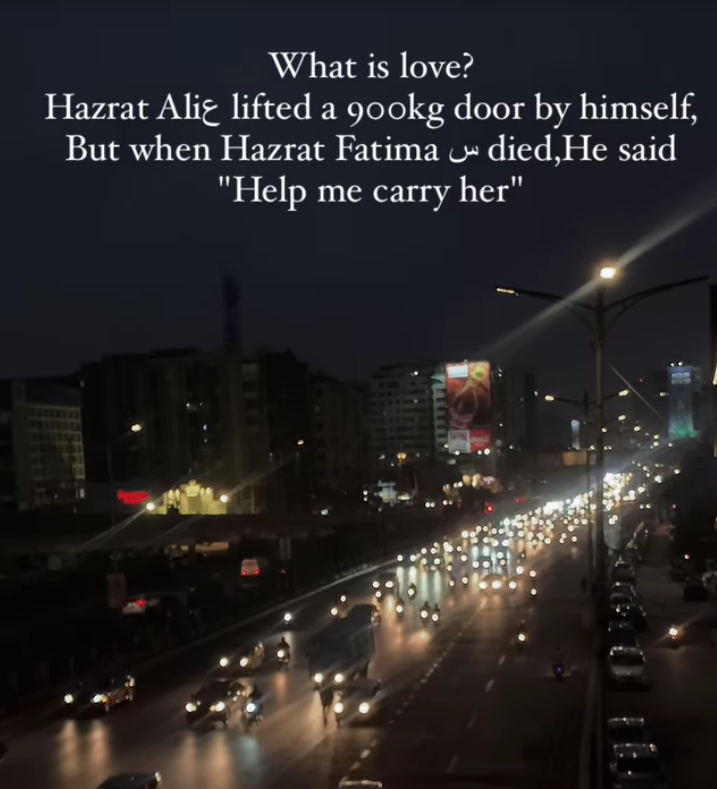 What is love?
Hazrat Aliع lifted a 900kg door by himself,
But when Hazrat Fatima س died,He said
"Help me carry her"